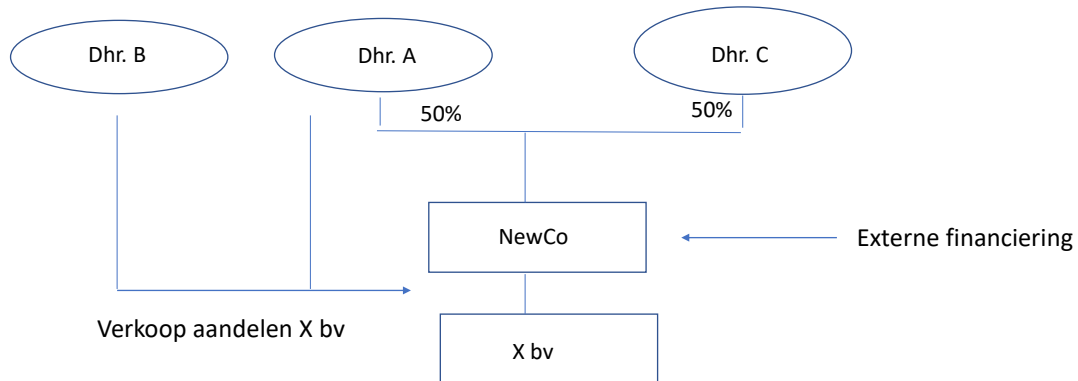 Dhr. B
Dhr. A
Dhr. C
50%
50%
NewCo
Externe financiering
Verkoop aandelen X bv
X bv